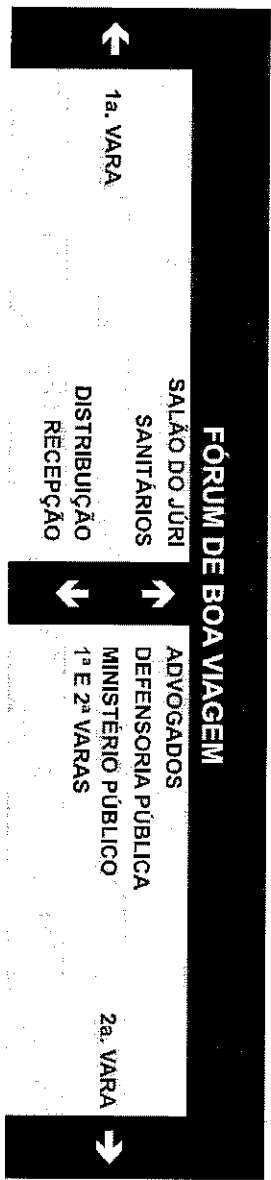 FÓRUM DE BOA VIAGEM
1a. VARA
SALÃO DO JÚRI
SANITÁRIOS
DISTRIBUIÇÃO
RECEPÇÃO
ADVOGADOS
DEFENSORIA PÚBLICA
MINISTÉRIO PÚBLICO
1ª E 2ª VARAS
2a. VARA